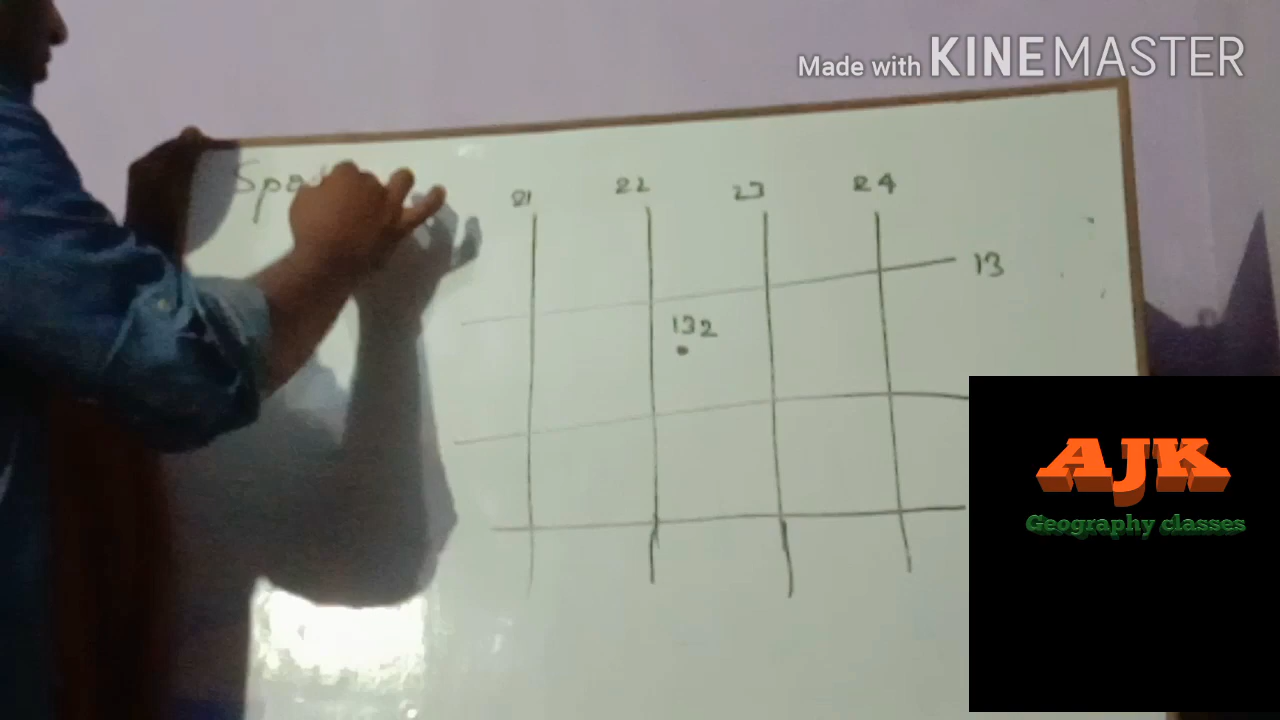 Made with KINEMASTER
21 22 23 24
13
132
AJK
Geography classes